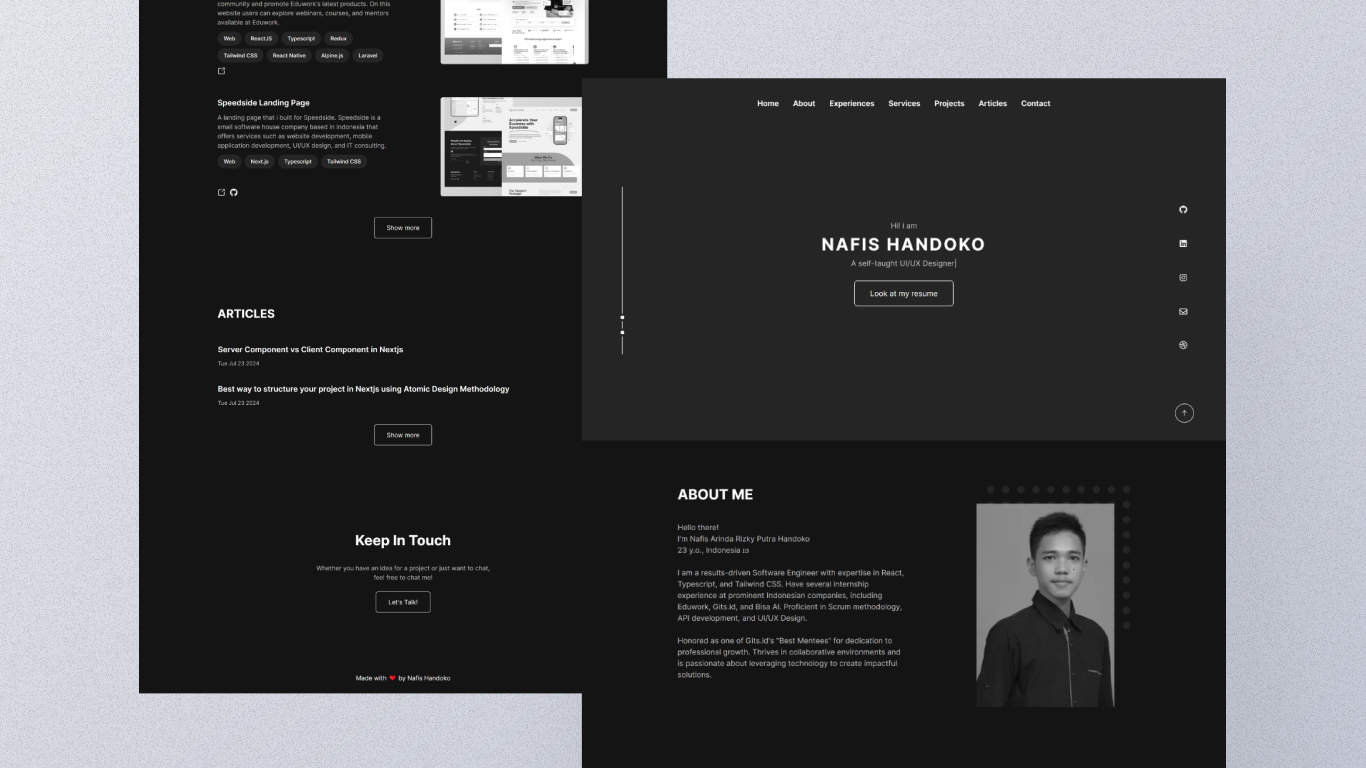 community and promote Eduwork's latest products. On this
website users can explore webinars, courses, and mentors
available at Eduwork.
Web ReactJS Typescript Redux
Tailwind CSS React Native Alpine.js Laravel
Speedside Landing Page
A landing page that I built for Speedside. Speedside is a
small software house company based in Indonesia that
offers services such as website development, mobile
application development, UI/UX design, and IT consulting.
Web Next.js Typescript Tailwind CSS
Accelerate Your
Business with
Speedside
What We Do
Show more
ARTICLES
Server Component vs Client Component in Nextjs
Tue Jul 23 2024
Best way to structure your project in Nextjs using Atomic Design Methodology
Tue Jul 23 2024
Show more
Keep In Touch
Whether you have an idea for a project or just want to chat,
feel free to chat me!
Let's Talk!
Made with ❤ by Nafis Handoko
Home About Experiences Services Projects Articles Contact
Hi! i am
NAFIS HANDOKO
A self-taught UI/UX Designer|
Look at my resume
ABOUT ME
Hello there!
I'm Nafis Arinda Rizky Putra Handoko
23 y.o., Indonesia ID
I am a results-driven Software Engineer with expertise in React,
Typescript, and Tailwind CSS. Have several internship
experience at prominent Indonesian companies, including
Eduwork, Gits.id, and Bisa AI. Proficient in Scrum methodology,
API development, and UI/UX Design.
Honored as one of Gits.id's "Best Mentees" for dedication to
professional growth. Thrives in collaborative environments and
is passionate about leveraging technology to create impactful
solutions.